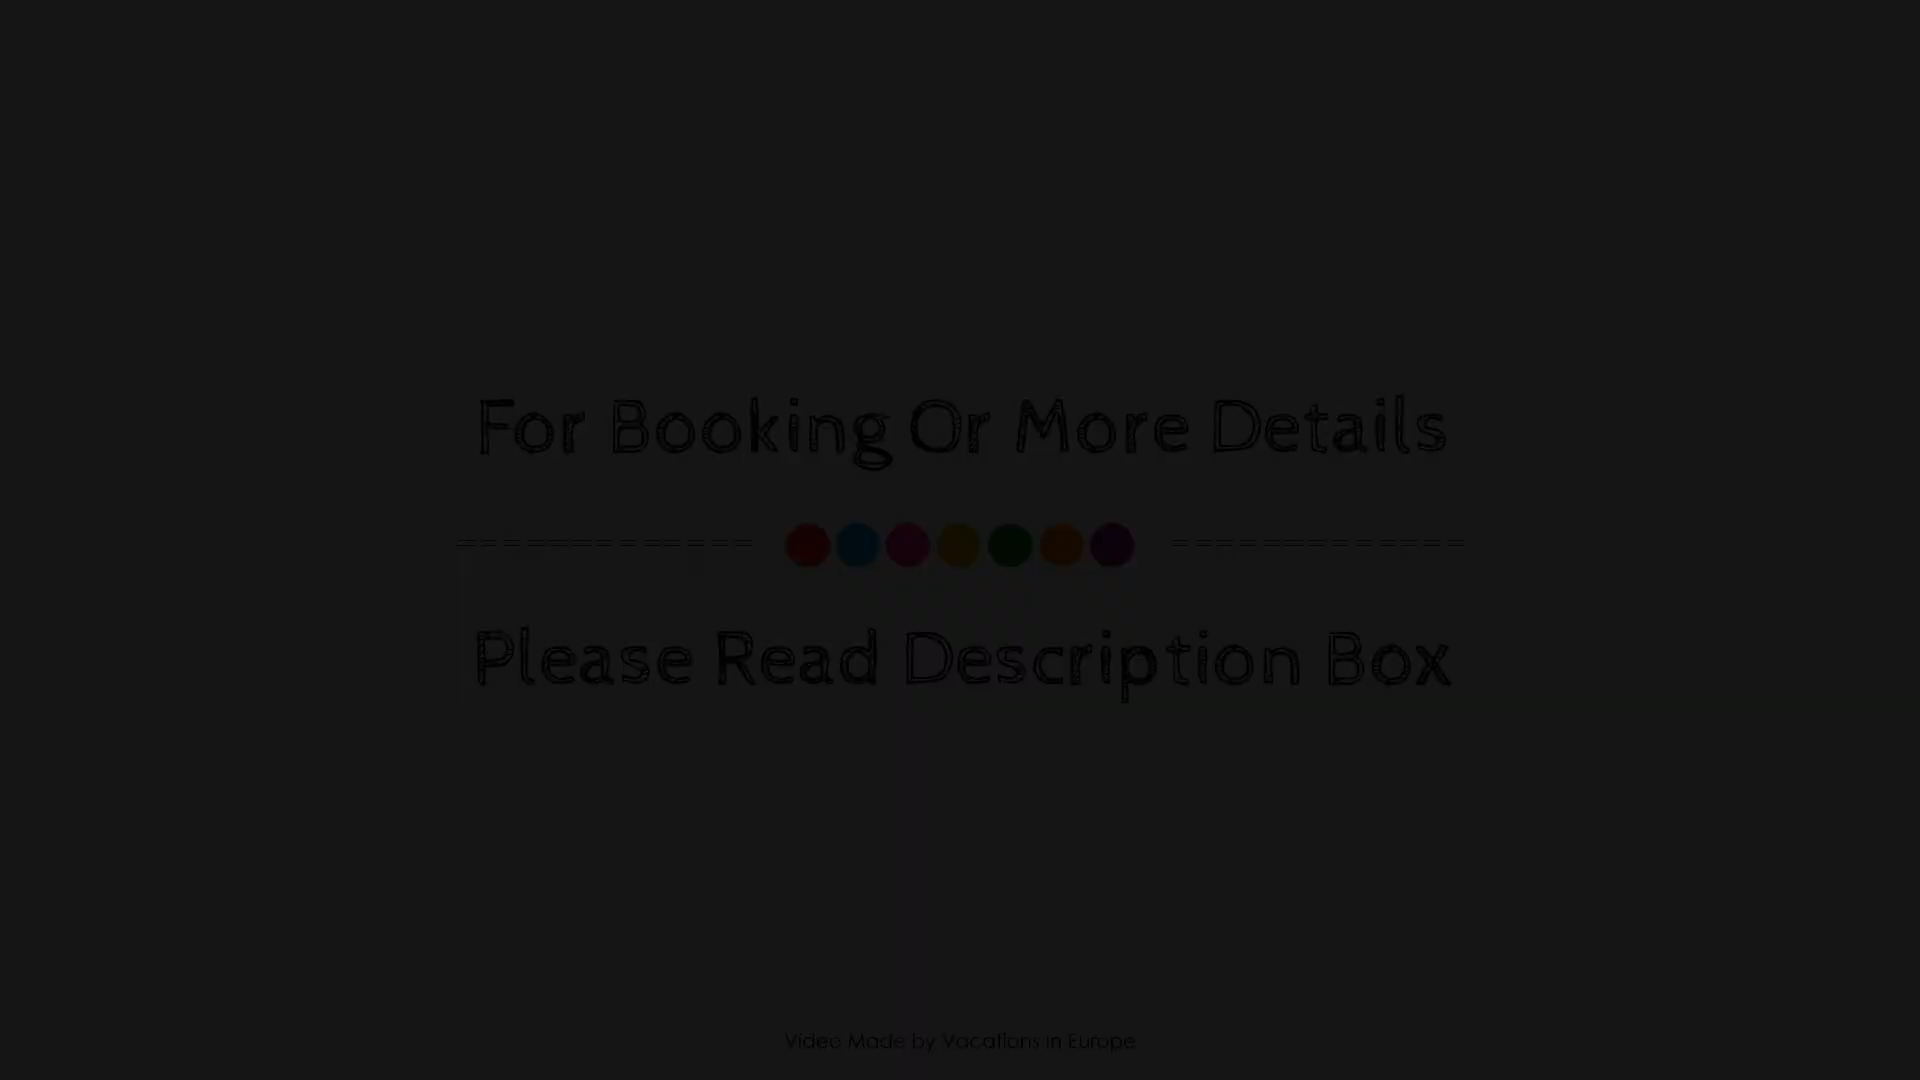 For Booking Or More Details
Please Read Description Box
Video Made by Vacations in Europe